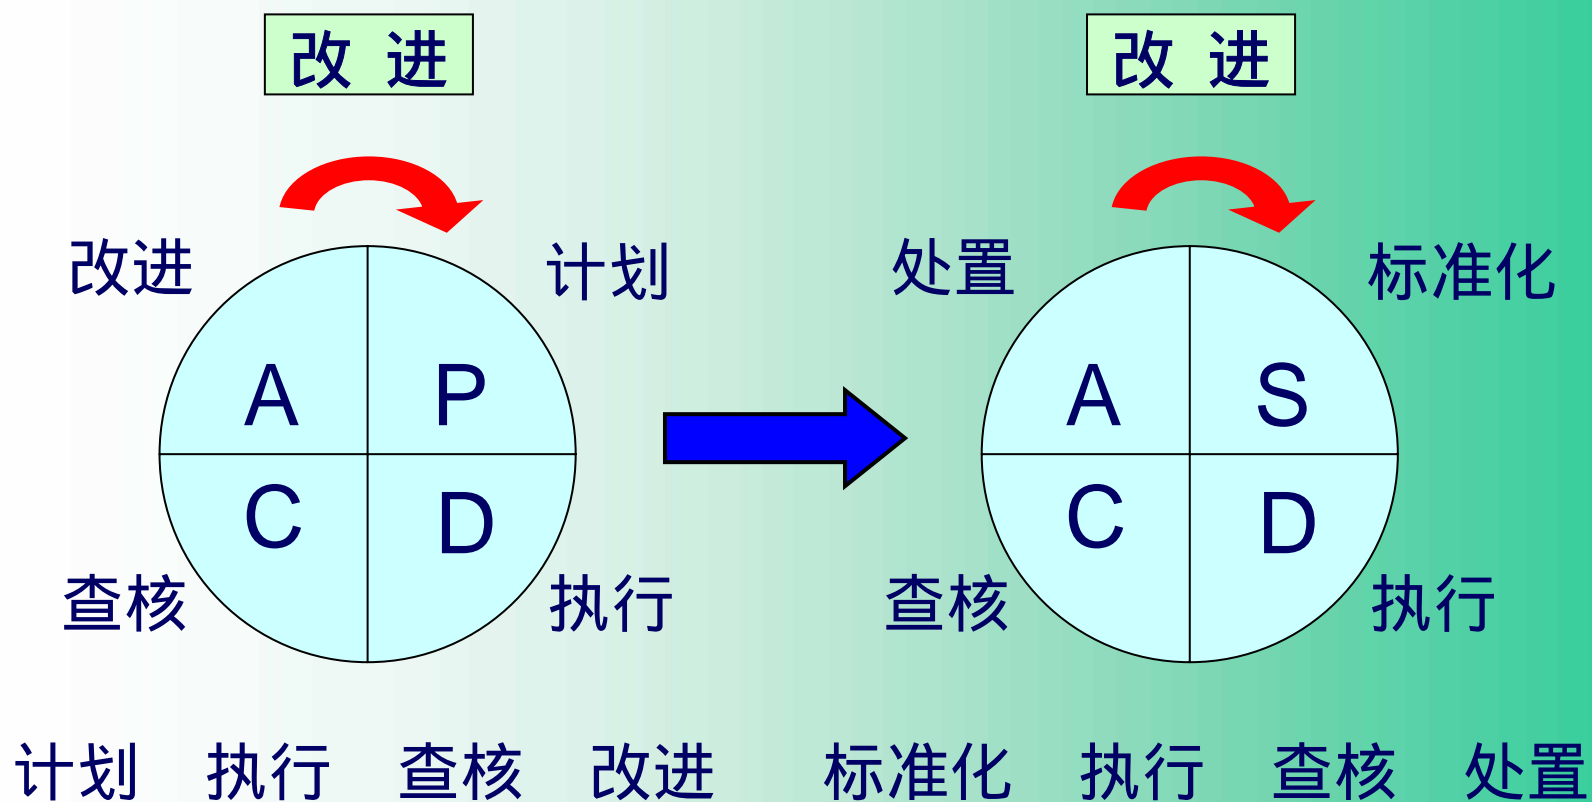 改 进 改 进
改进 计划 处置 标准化
A P A S
C D C D
查核 执行 查核 执行
计划 执行 查核 改进 标准化 执行 查核 处置